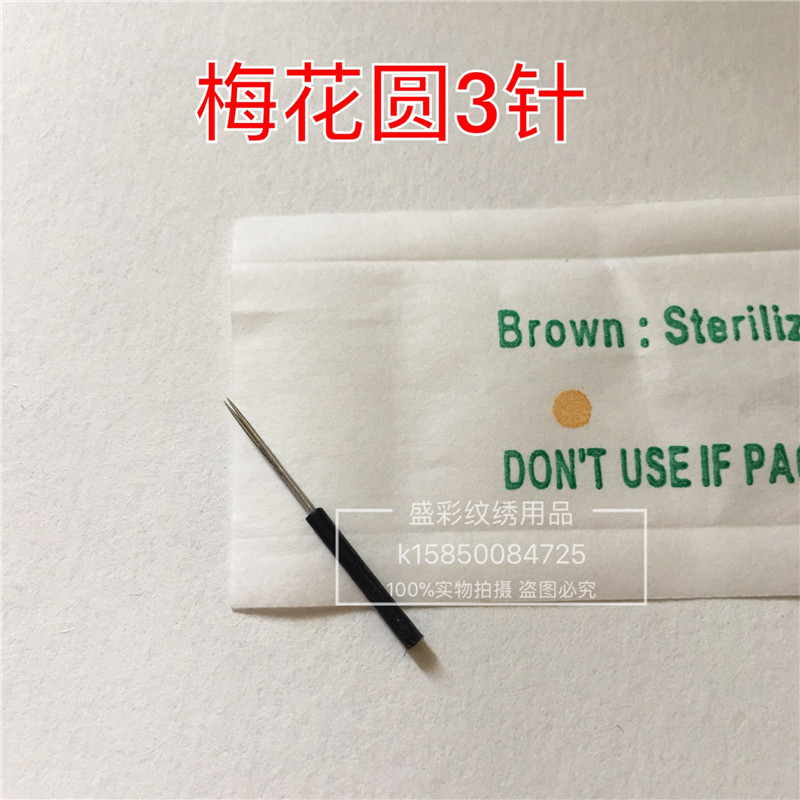 梅花圆3针
Brown : Steriliz
DON'T USE IF PA
盛彩纹绣用品
k15850084725
100%实物拍摄 盗图必究